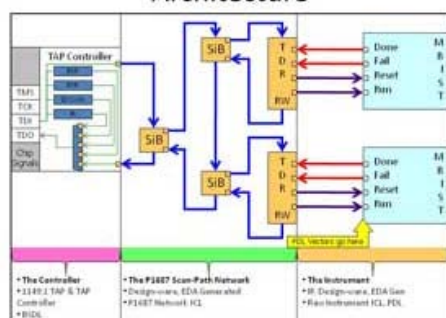 Architecture
TAP Controller
TMS
TCK
TDI
TDO
Chip
Signals
SiB
SiB
SiB
T
D
R
RW
T
D
R
RW
Done
Fail
Reset
Run
MBIST
Done
Fail
Reset
Run
MBIST
PDL Vectors go here
• The Controller
• 1149.1 TAP & TAP
Controller
• BSDL
• The P1687 Scan-Path Network
• Design-ware, EDA Generated
• P1687 Network ICL
• The Instrument
• IP, Design-ware, EDA Gen
• Raw Instrument ICL, PDL